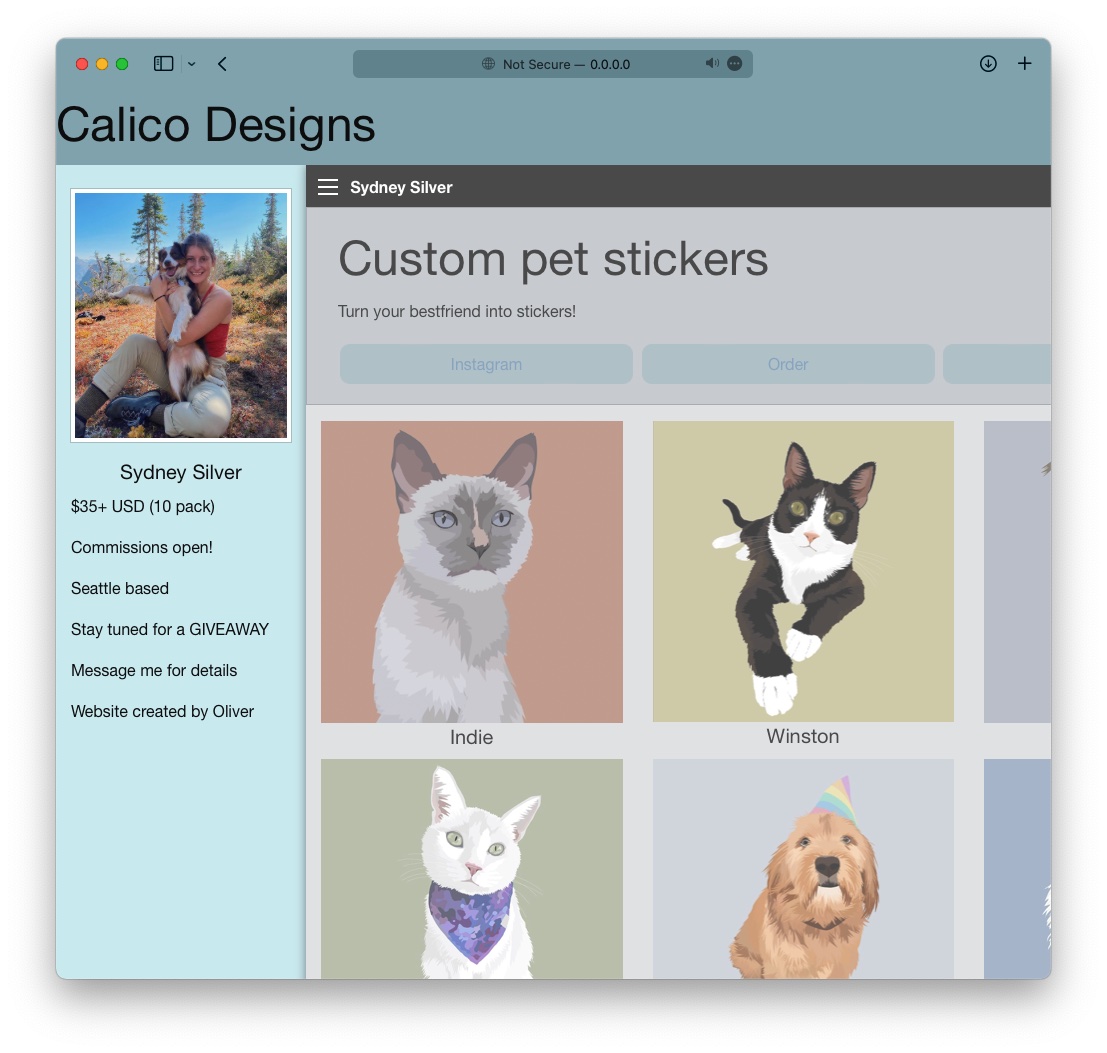 Not Secure — 0.0.0.0
Calico Designs
Sydney Silver
$35+ USD (10 pack)
Commissions open!
Seattle based
Stay tuned for a GIVEAWAY
Message me for details
Website created by Oliver
Sydney Silver
Custom pet stickers
Turn your bestfriend into stickers!
Instagram
Order
Indie
Winston